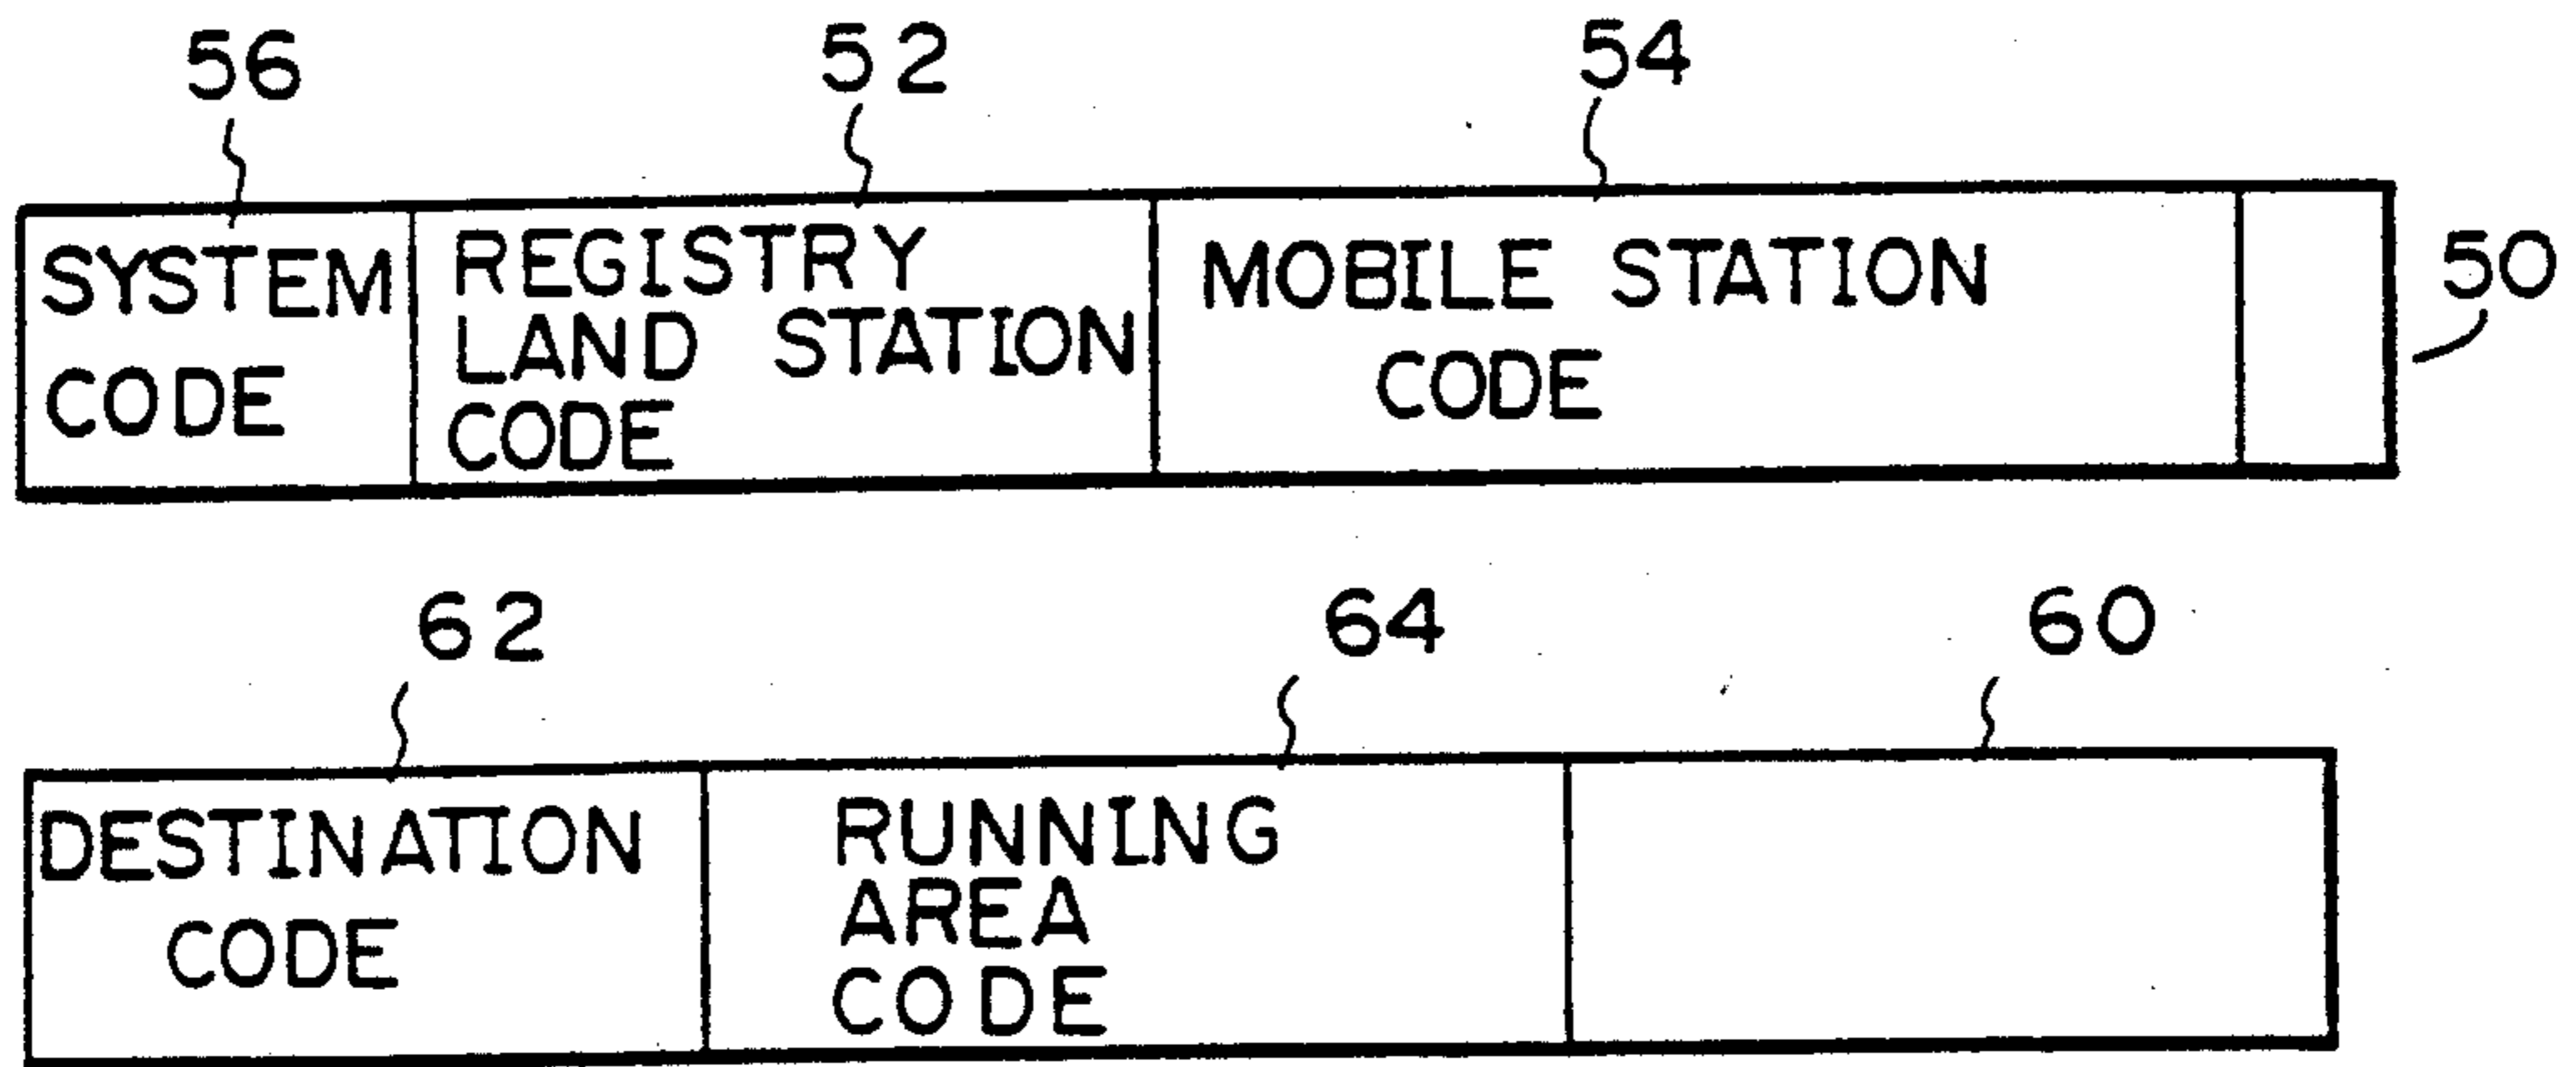 56 52 54
SYSTEM CODE
REGISTRY LAND STATION CODE
MOBILE STATION CODE
50
62 64 60
DESTINATION CODE
RUNNING AREA CODE